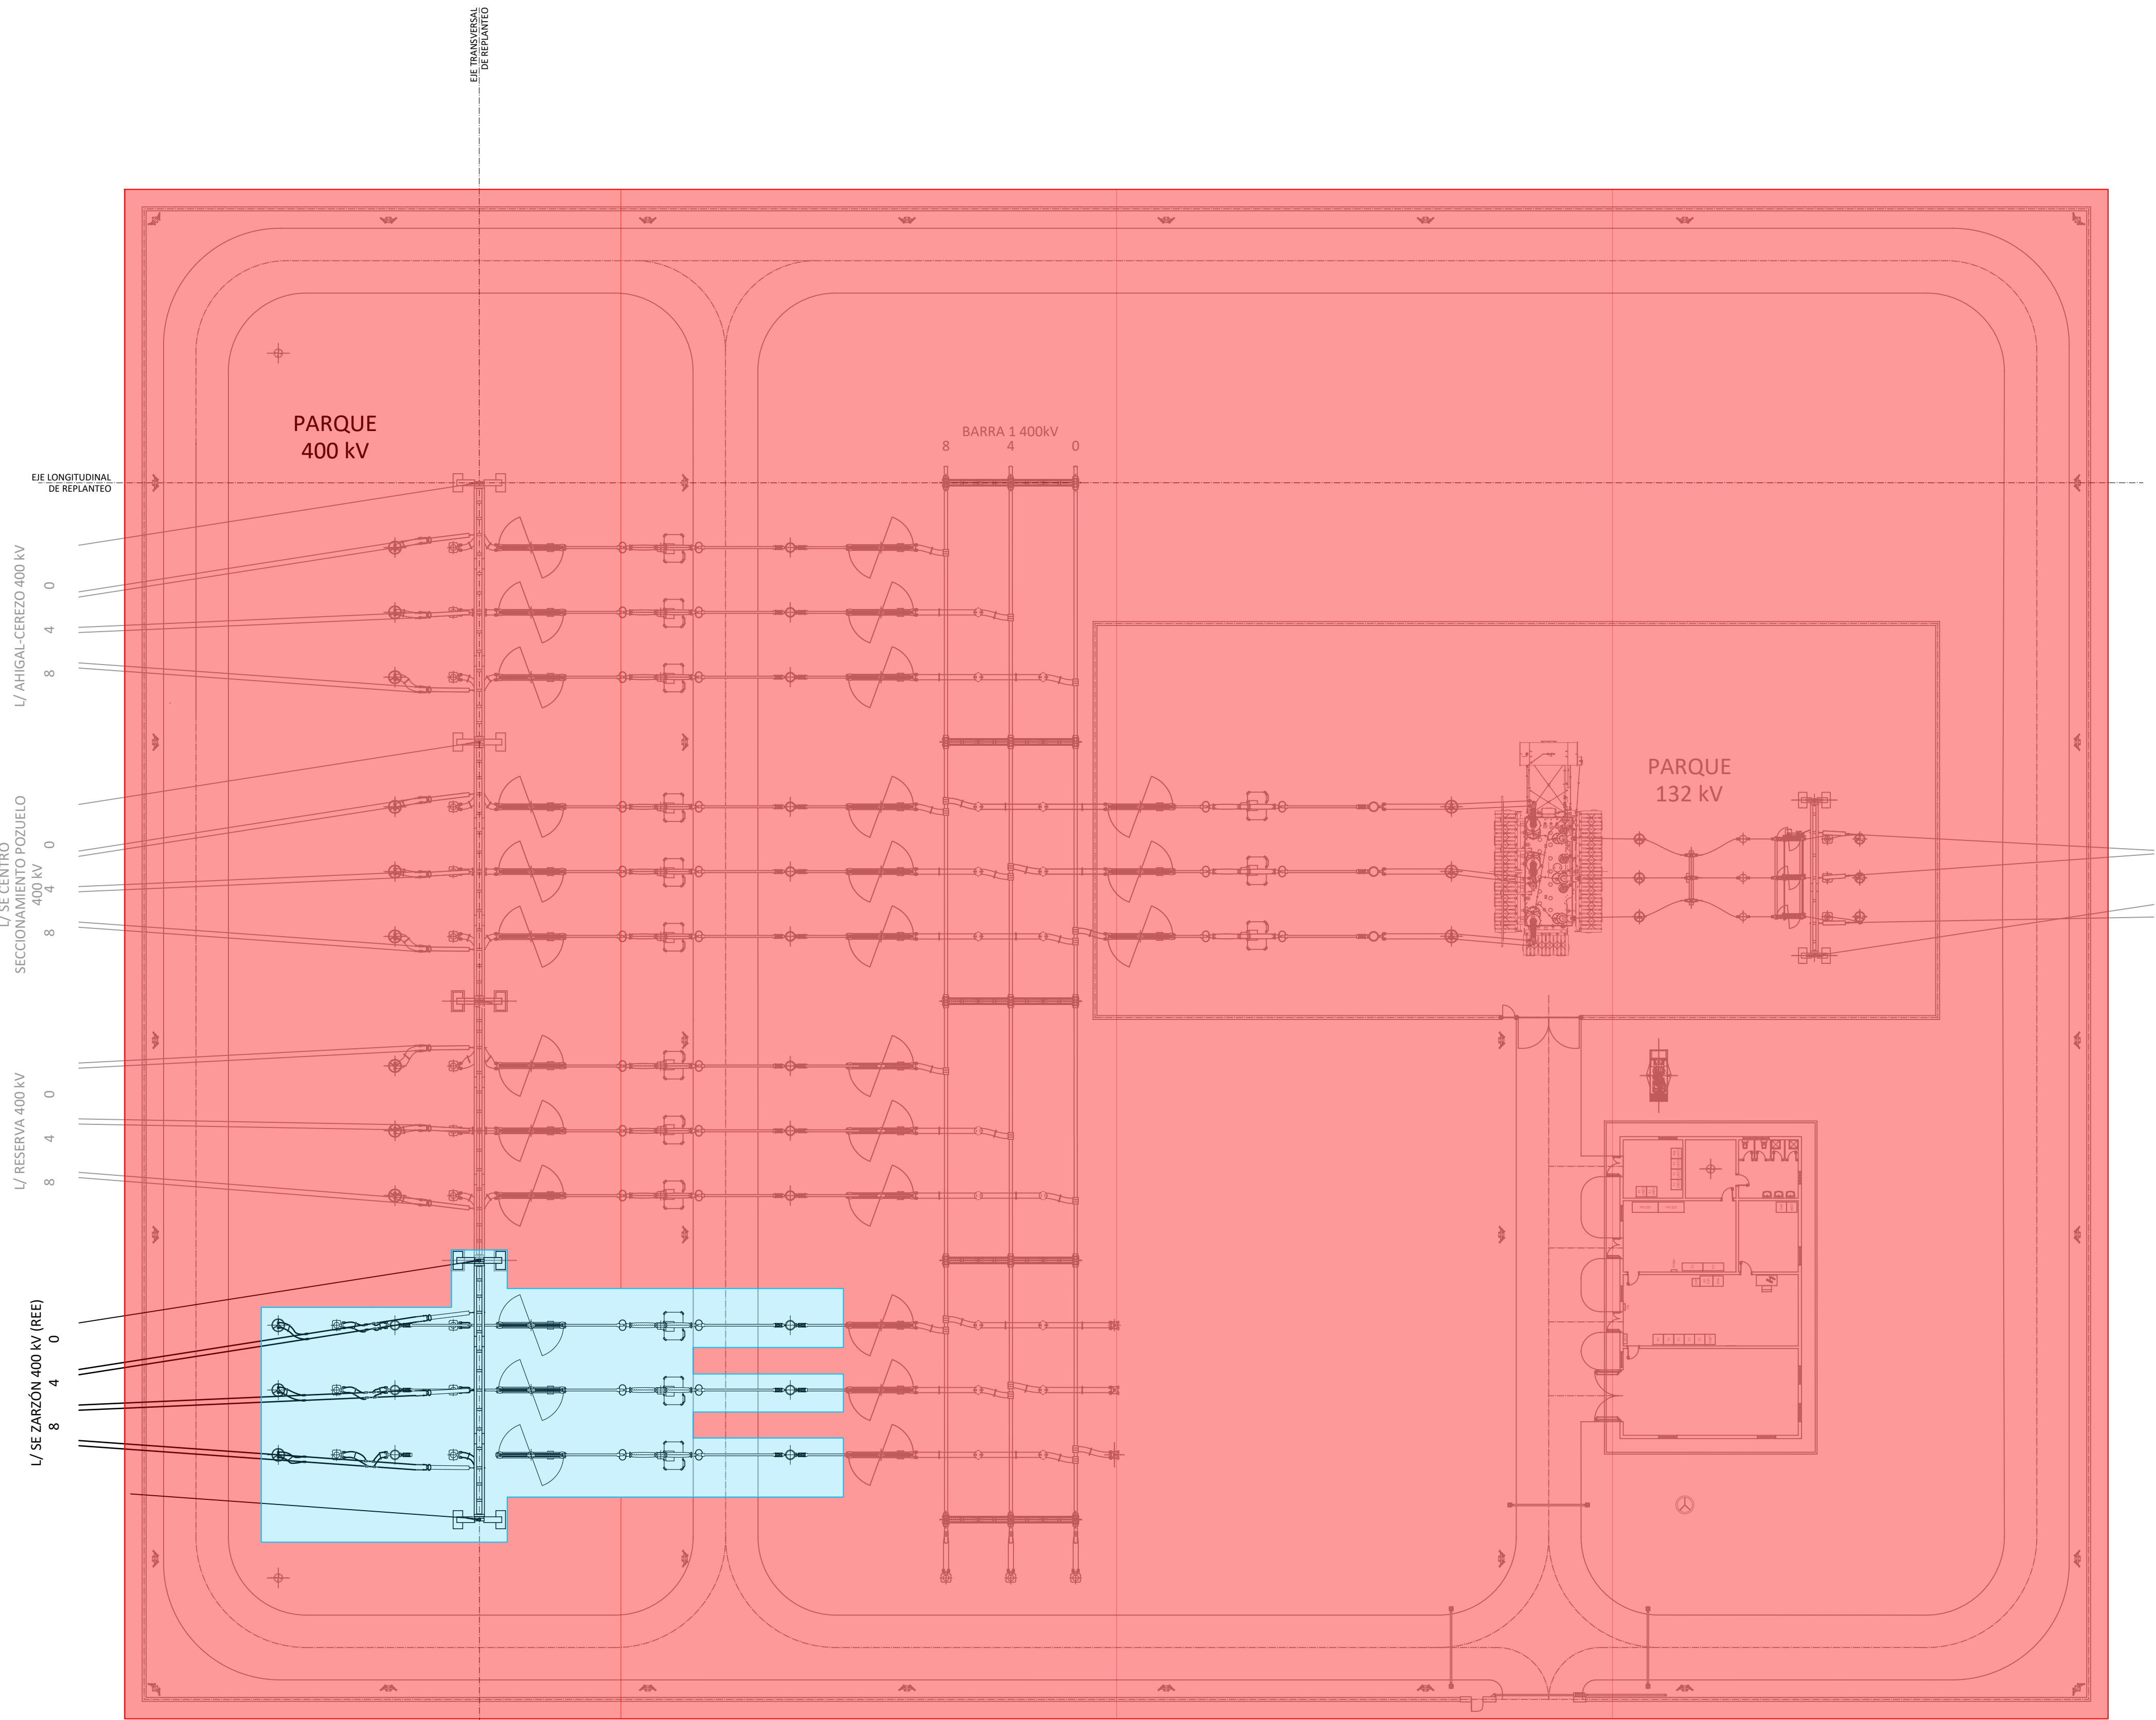 EJE TRANSVERSAL
DE REPLANTEO
PARQUE
400 kV
BARRA 1 400kV
8 4 0
EJE LONGITUDINAL
DE REPLANTEO
L/ AHIGAL-CEREZO 400 kV
0
4
8
PARQUE
132 kV
L/ SE CENTRO
SECCIONAMIENTO POZUELO
400 kV
0
4
8
L/ RESERVA 400 kV
0
4
8
L/ SE ZARZÓN 400 kV (REE)
0
4
8